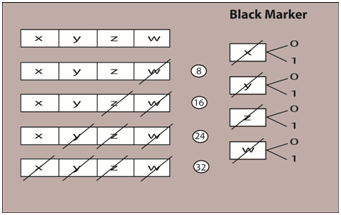 Black Marker
x y z w
x y z w 8
x y z w 16
x y z w 24
x y z w 32
x 0 1
y 0 1
z 0 1
w 0 1